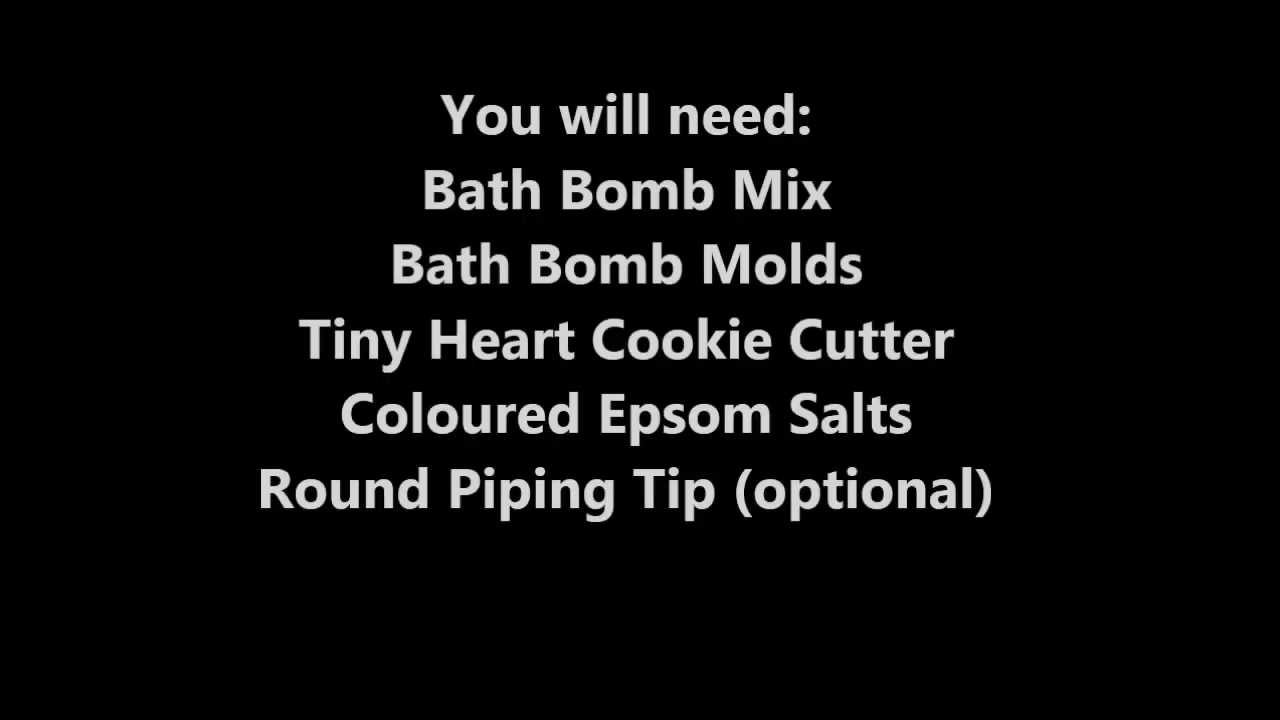 You will need:
Bath Bomb Mix
Bath Bomb Molds
Tiny Heart Cookie Cutter
Coloured Epsom Salts
Round Piping Tip (optional)